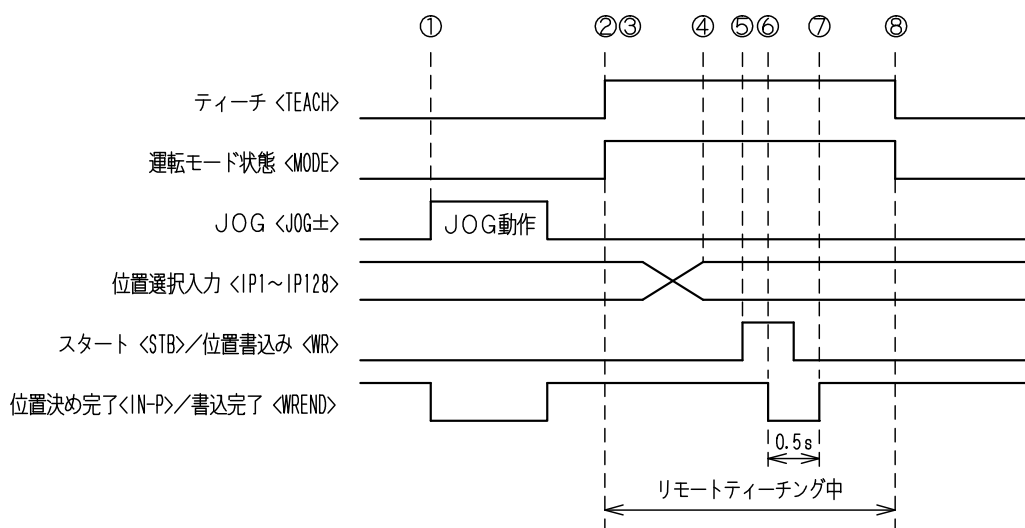 ① ②③ ④ ⑤ ⑥ ⑦ ⑧
ティーチ <TEACH>
運転モード状態 <MODE>
JOG <JOG±> JOG動作
位置選択入力 <IP1～IP128>
スタート <STB>/位置書込み <WR>
位置決め完了<IN-P>/書込完了 <WREND>
0.5s
リモートティーチング中